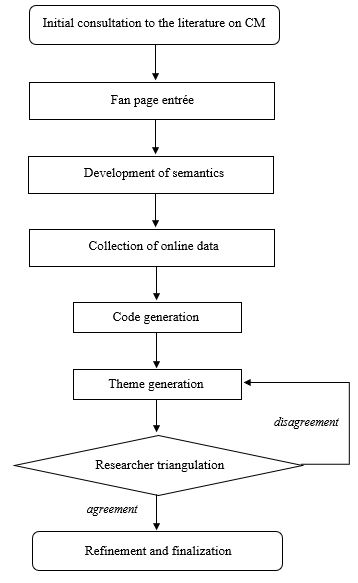 Initial consultation to the literature on CM
Fan page entrée
Development of semantics
Collection of online data
Code generation
Theme generation
disagreement
Researcher triangulation
agreement
Refinement and finalization